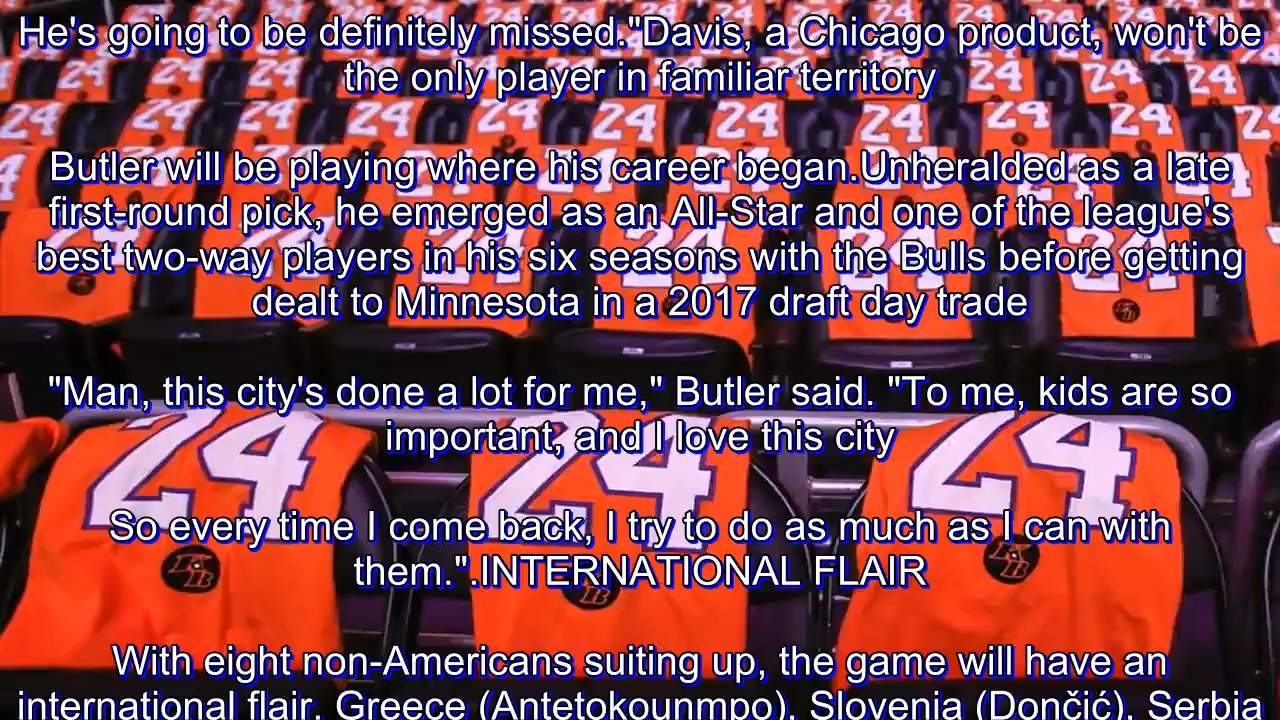 He's going to be definitely missed."Davis, a Chicago product, won't be
the only player in familiar territory
Butler will be playing where his career began.Unheralded as a late
first-round pick, he emerged as an All-Star and one of the league's
best two-way players in his six seasons with the Bulls before getting
dealt to Minnesota in a 2017 draft day trade
"Man, this city's done a lot for me," Butler said. "To me, kids are so
important, and I love this city
So every time I come back, I try to do as much as I can with
them.".INTERNATIONAL FLAIR
With eight non-Americans suiting up, the game will have an
international flair. Greece (Antetokounmpo), Slovenia (Dončić), Serbia
24 24 24
KB KB KB